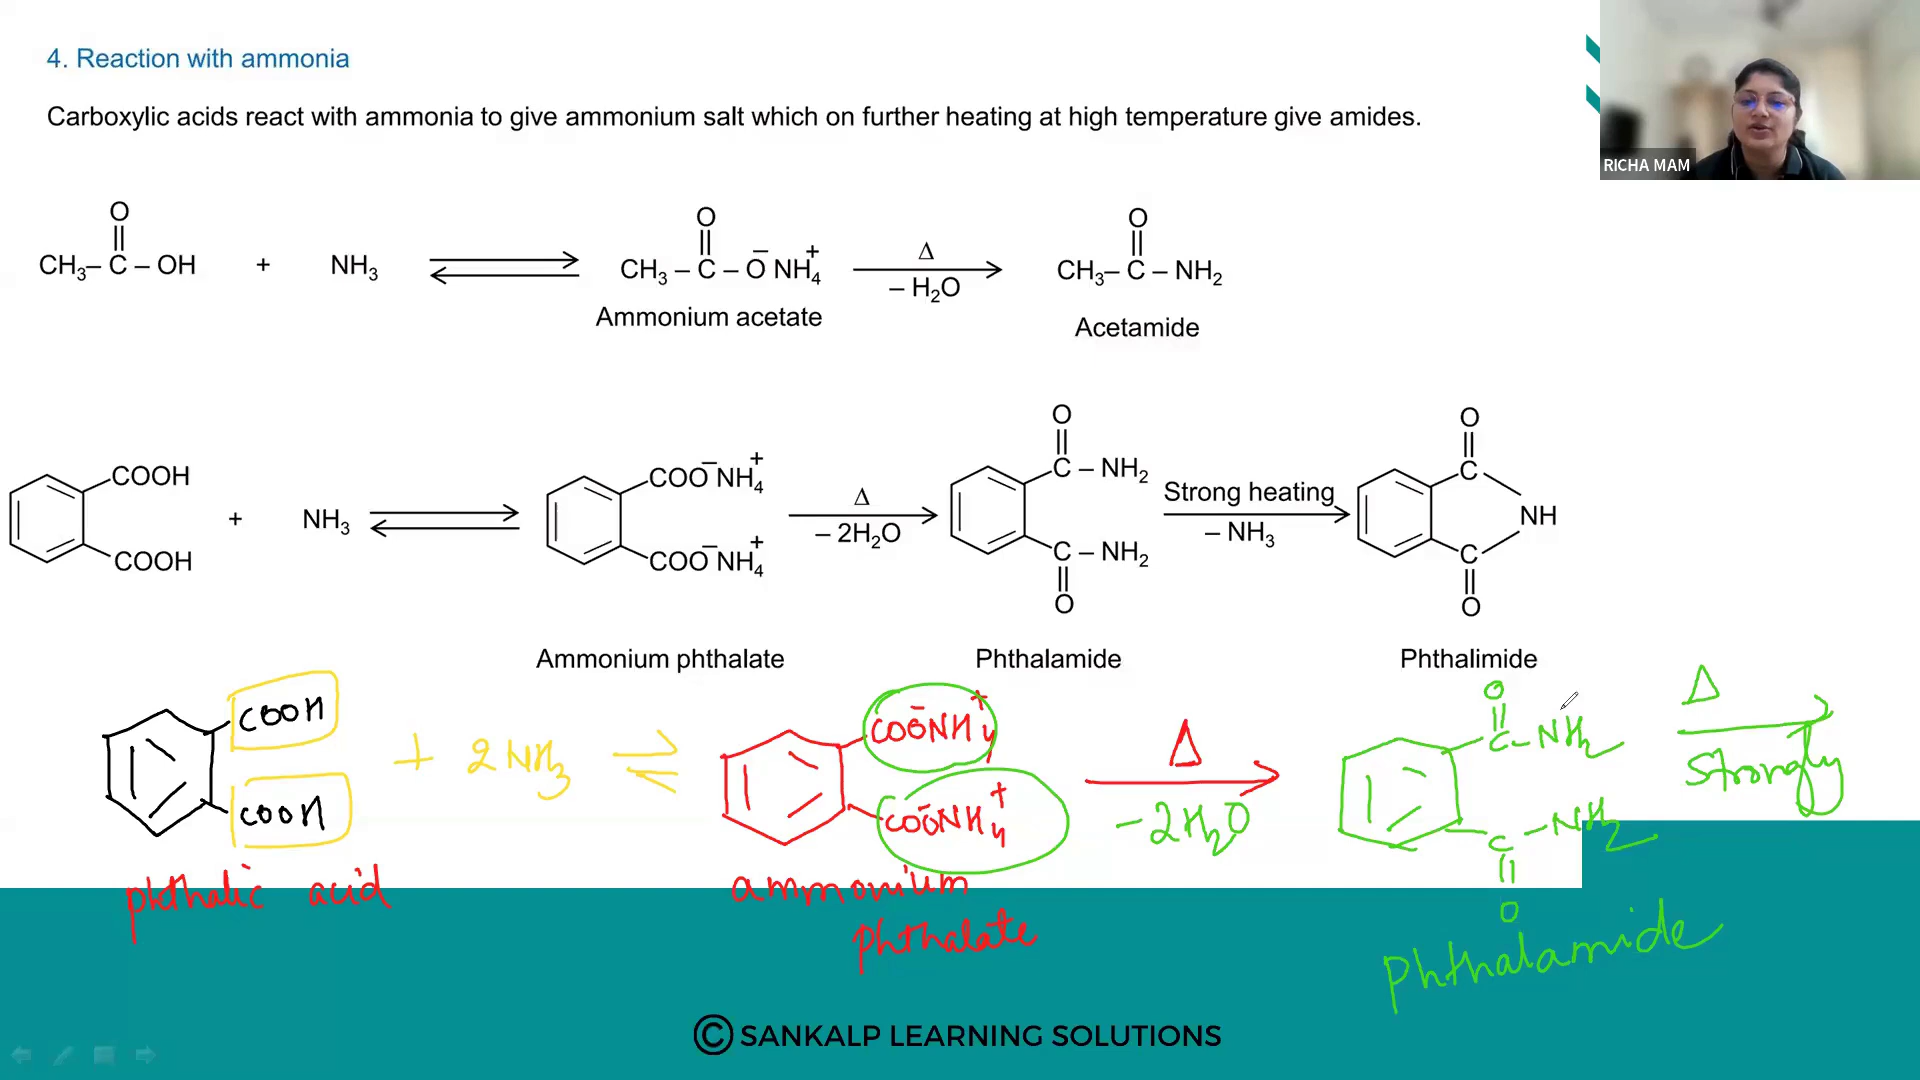 4. Reaction with ammonia
RICHA MAM
Carboxylic acids react with ammonia to give ammonium salt which on further heating at high temperature give amides.
O
CH₃– C – OH + NH₃
O
CH₃ – C – O⁻ NH₄⁺
Δ
– H₂O
O
CH₃– C – NH₂
Ammonium acetate
Acetamide
COOH
COOH
+ NH₃
COO⁻NH₄⁺
COO⁻NH₄⁺
Δ
– 2H₂O
O
C – NH₂
C – NH₂
O
Strong heating
– NH₃
O
C
NH
C
O
Ammonium phthalate Phthalamide Phthalimide
COOH
COOH
+ 2NH₃
COO⁻NH₄⁺
COO⁻NH₄⁺
Δ
– 2H₂O
O
C – NH₂
C – NH₂
O
Δ
strongly
phthalic acid
ammonium
phthalate
Phthalamide
© SANKALP LEARNING SOLUTIONS